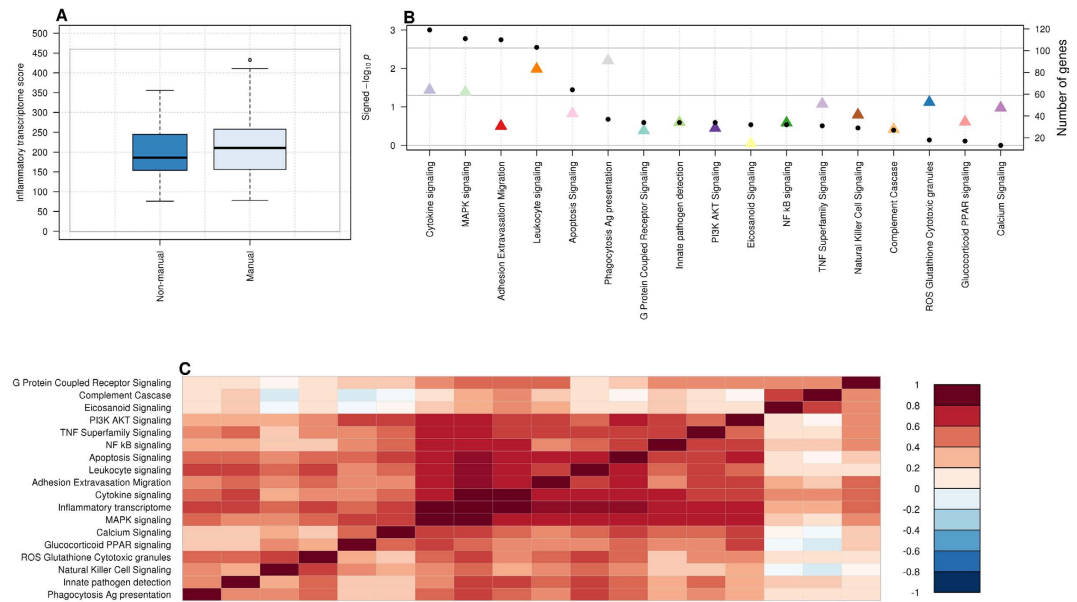 A
Inflammatory transcriptome score
500
450
400
350
300
250
200
150
100
50
0
Non-manual
Manual
B
Signed −log10 p
3
2
1
0
120
100
80
60
40
20
Number of genes
Cytokine signaling
MAPK signaling
Adhesion Extravasation Migration
Leukocyte signaling
Apoptosis Signaling
Phagocytosis Ag presentation
G Protein Coupled Receptor Signaling
Innate pathogen detection
PI3K AKT Signaling
Eicosanoid Signaling
NF kB signaling
TNF Superfamily Signaling
Natural Killer Cell Signaling
Complement Cascase
ROS Glutathione Cytotoxic granules
Glucocorticoid PPAR signaling
Calcium Signaling
C
G Protein Coupled Receptor Signaling
Complement Cascase
Eicosanoid Signaling
PI3K AKT Signaling
TNF Superfamily Signaling
NF kB signaling
Apoptosis Signaling
Leukocyte signaling
Adhesion Extravasation Migration
Cytokine signaling
Inflammatory transcriptome
MAPK signaling
Calcium Signaling
Glucocorticoid PPAR signaling
ROS Glutathione Cytotoxic granules
Natural Killer Cell Signaling
Innate pathogen detection
Phagocytosis Ag presentation
1
0.8
0.6
0.4
0.2
0
-0.2
-0.4
-0.6
-0.8
-1